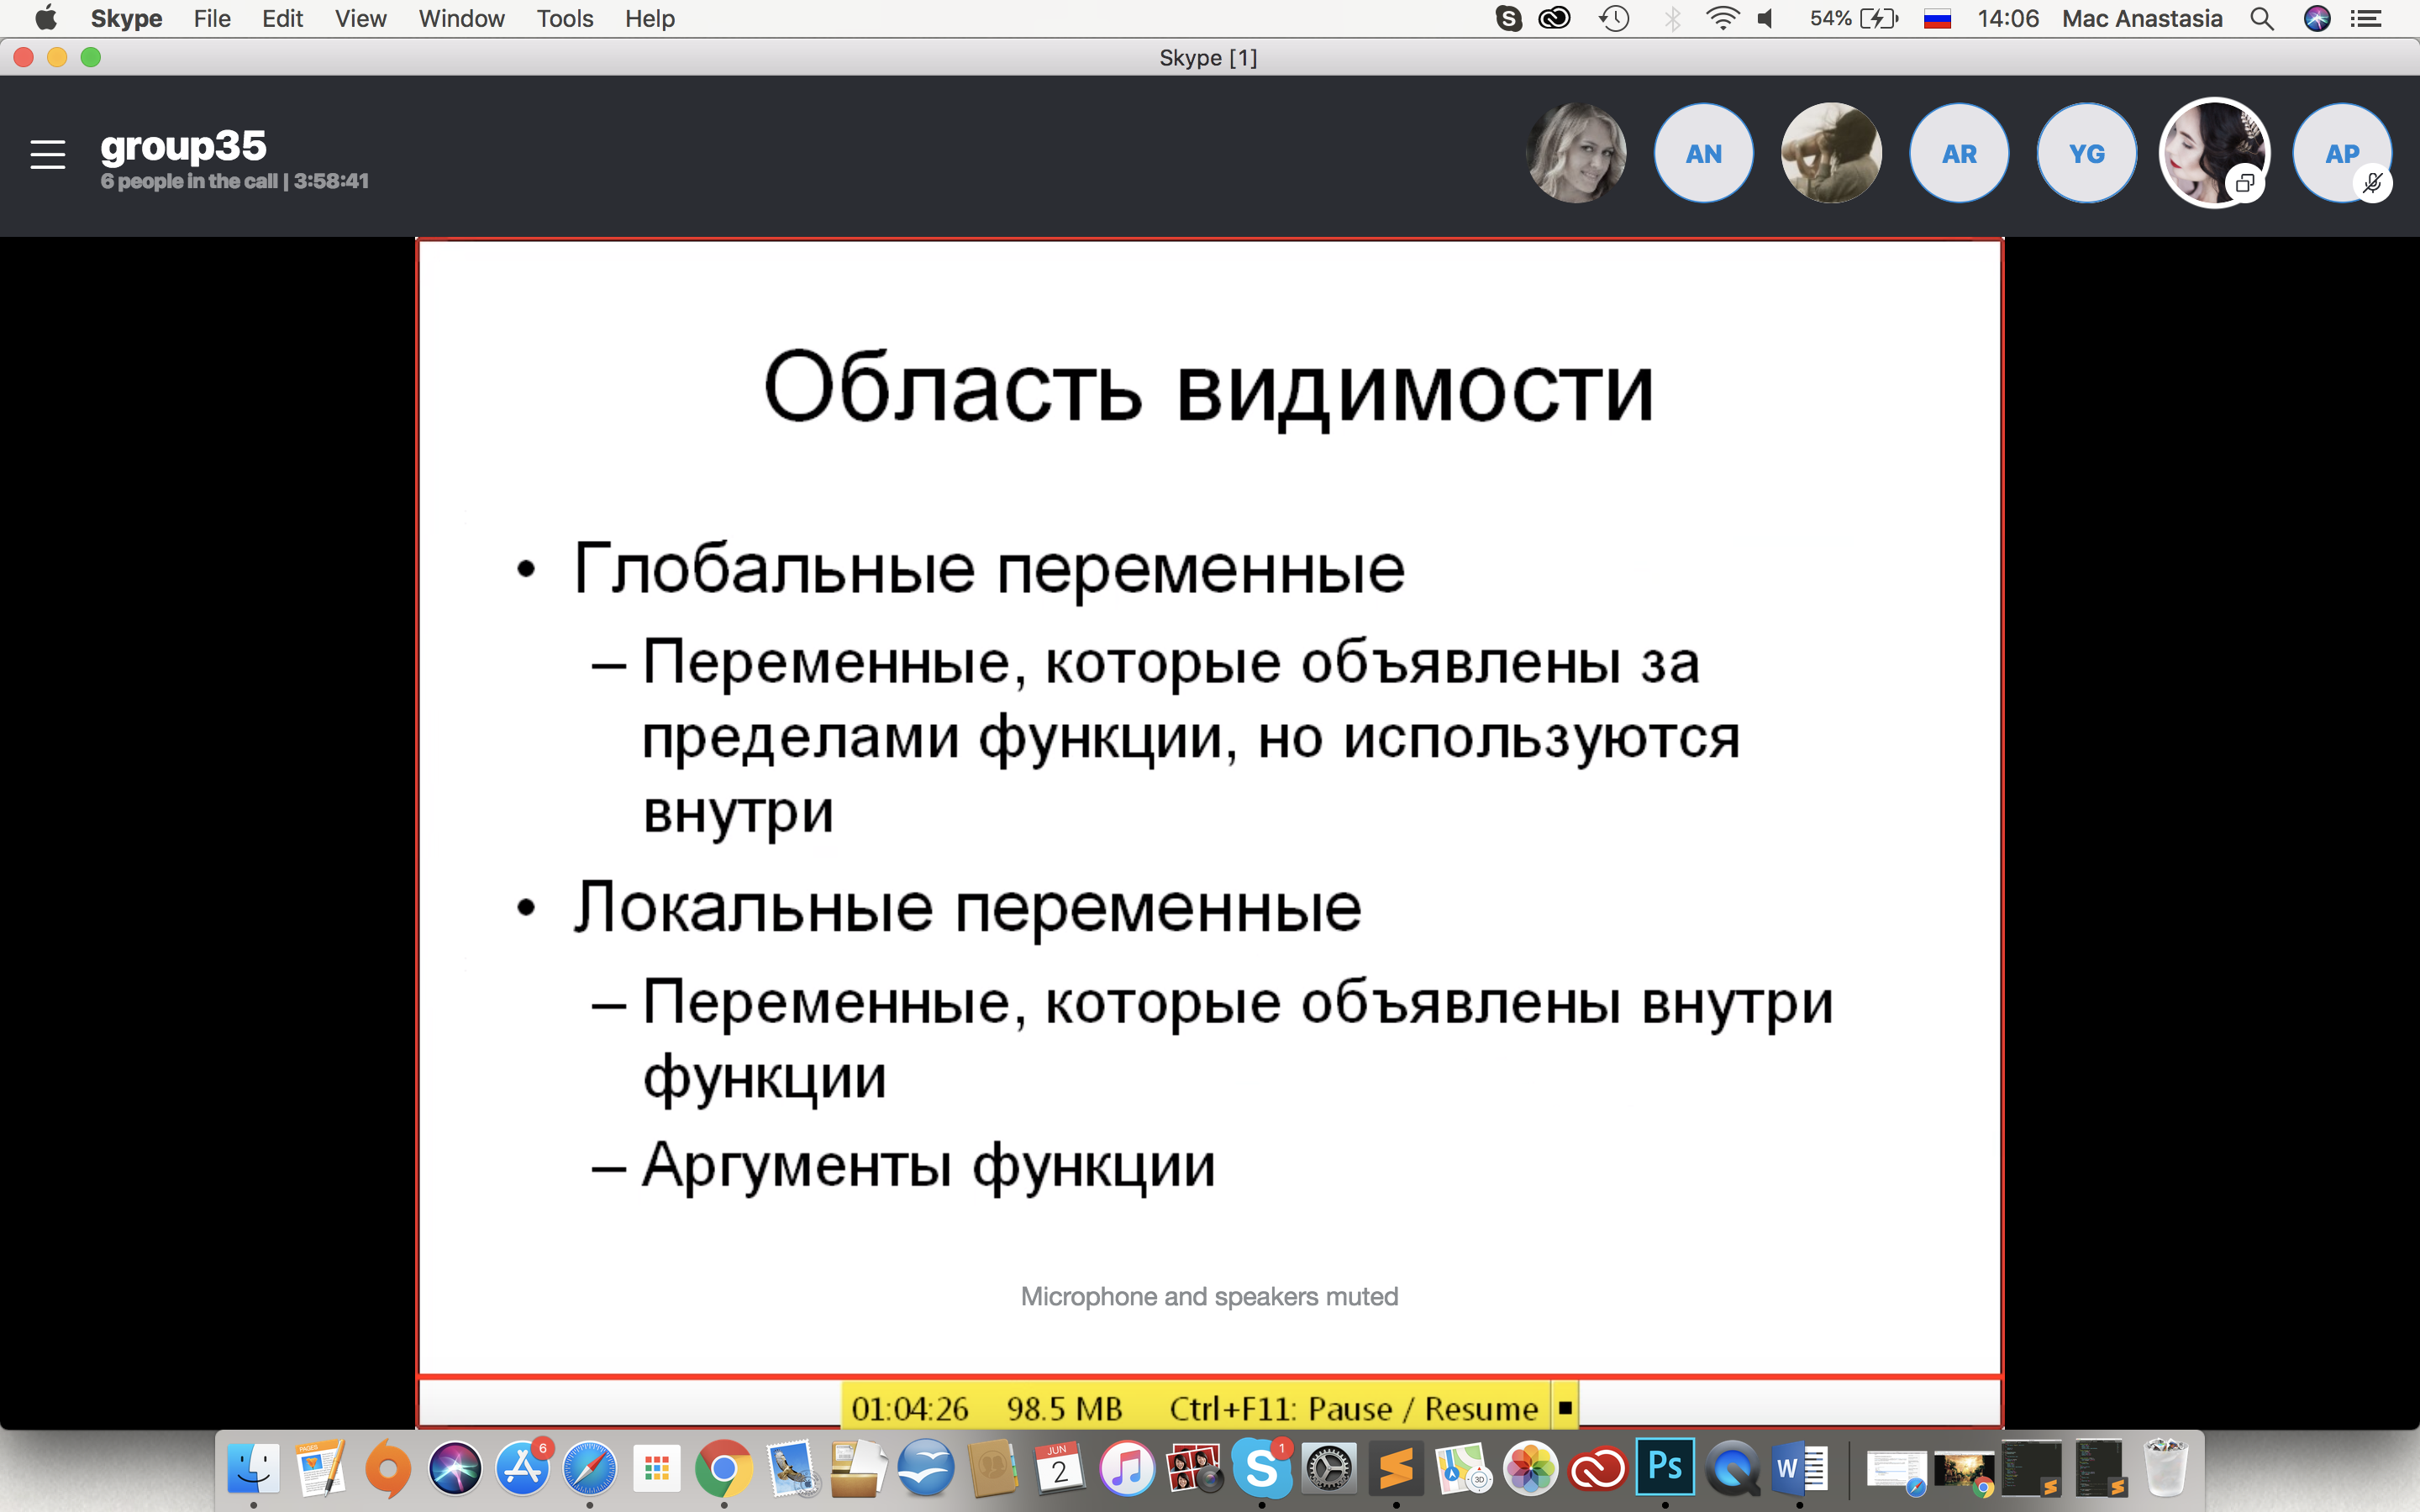 Skype File Edit View Window Tools Help 54% 14:06 Mac Anastasia
Skype [1]
group35
6 people in the call | 3:58:41
AN AR YG AP
Область видимости
• Глобальные переменные
– Переменные, которые объявлены за
пределами функции, но используются
внутри
• Локальные переменные
– Переменные, которые объявлены внутри
функции
– Аргументы функции
Microphone and speakers muted
01:04:26 98.5 MB Ctrl+F11: Pause / Resume
PAGES 6 JUN 2 1 S 3D Ps W